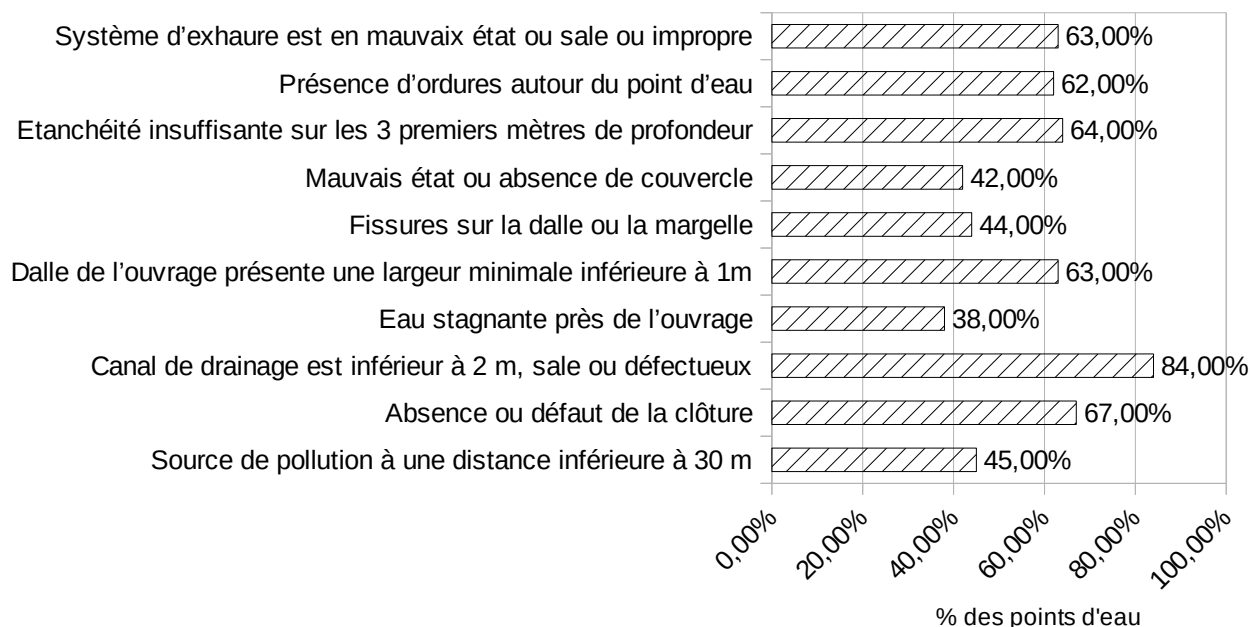 Système d’exhaure est en mauvaix état ou sale ou impropre
63,00%
Présence d’ordures autour du point d’eau
62,00%
Etanchéité insuffisante sur les 3 premiers mètres de profondeur
64,00%
Mauvais état ou absence de couvercle
42,00%
Fissures sur la dalle ou la margelle
44,00%
Dalle de l’ouvrage présente une largeur minimale inférieure à 1m
63,00%
Eau stagnante près de l’ouvrage
38,00%
Canal de drainage est inférieur à 2 m, sale ou défectueux
84,00%
Absence ou défaut de la clôture
67,00%
Source de pollution à une distance inférieure à 30 m
45,00%
0,00%
20,00%
40,00%
60,00%
80,00%
100,00%
% des points d'eau